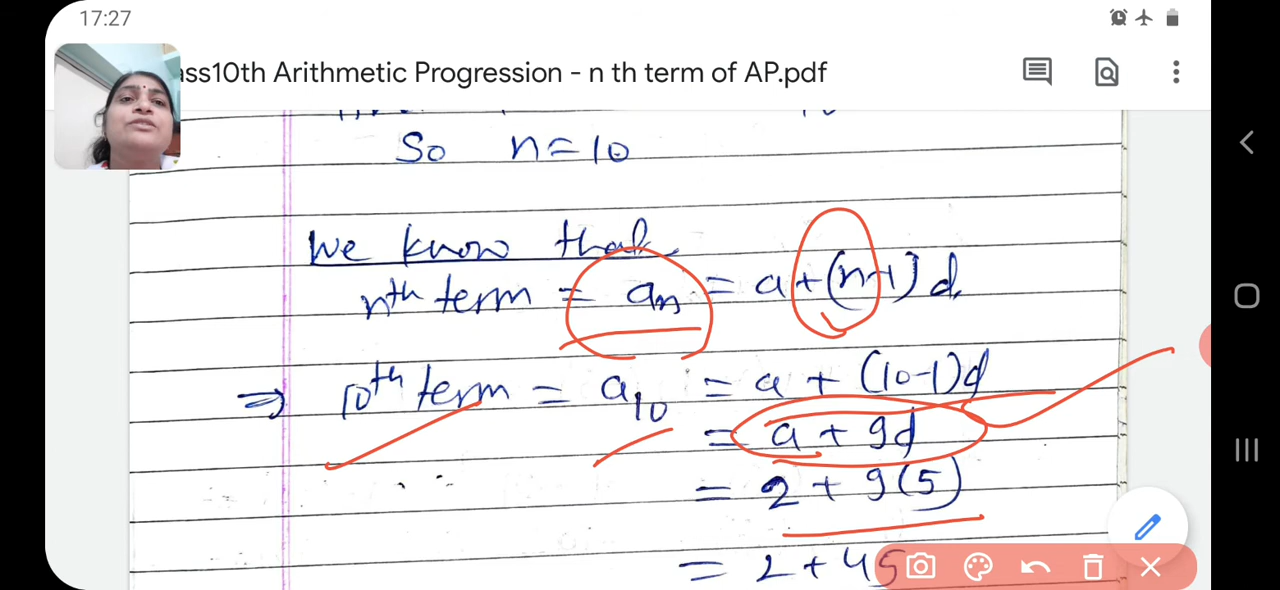 17:27
ass10th Arithmetic Progression - n th term of AP.pdf
So n=10
We know that
nth term = an = a+(n-1)d.
⇒ 10th term = a10 = a + (10-1)d
= a + 9d
= 2 + 9(5)
= 2 + 45